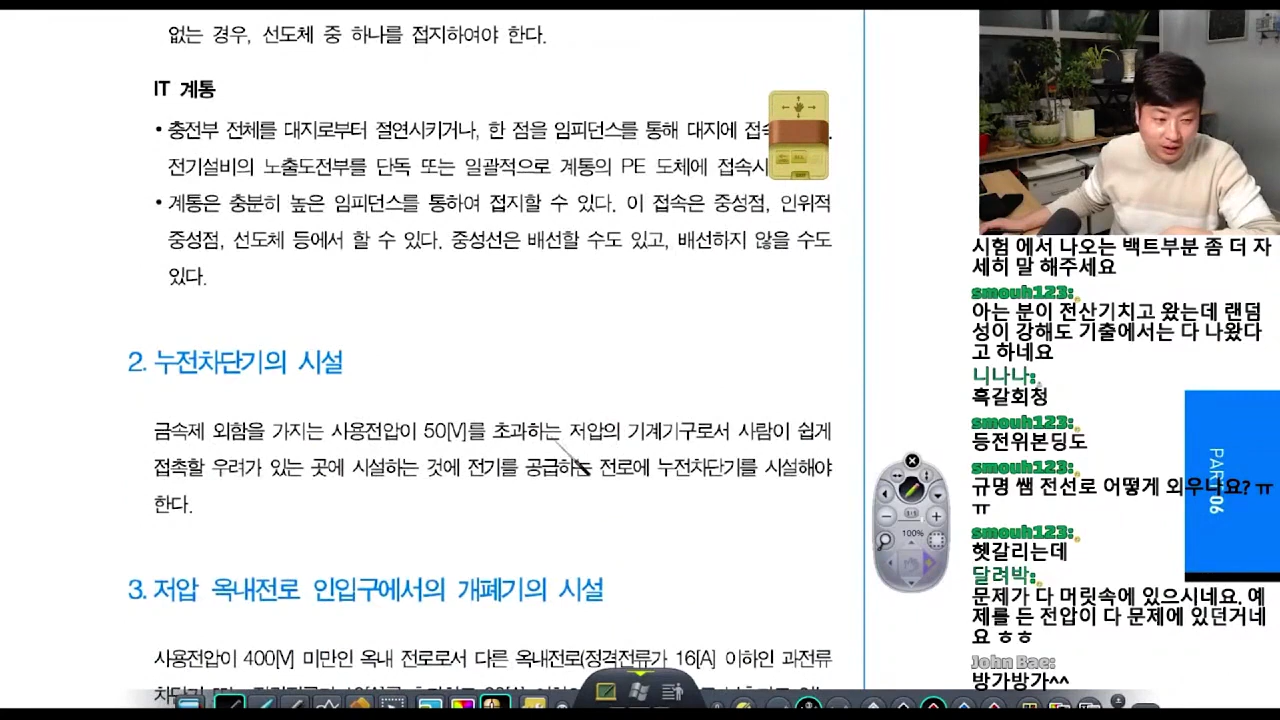 없는 경우, 선도체 중 하나를 접지하여야 한다.
IT 계통
• 충전부 전체를 대지로부터 절연시키거나, 한 점을 임피던스를 통해 대지에 접속
전기설비의 노출도전부를 단독 또는 일괄적으로 계통의 PE 도체에 접속시
• 계통은 충분히 높은 임피던스를 통하여 접지할 수 있다. 이 접속은 중성점, 인위적
중성점, 선도체 등에서 할 수 있다. 중성선은 배선할 수도 있고, 배선하지 않을 수도
있다.
2. 누전차단기의 시설
금속제 외함을 가지는 사용전압이 50[V]를 초과하는 저압의 기계기구로서 사람이 쉽게
접촉할 우려가 있는 곳에 시설하는 것에 전기를 공급하는 전로에 누전차단기를 시설해야
한다.
3. 저압 옥내전로 인입구에서의 개폐기의 시설
사용전압이 400[V] 미만인 옥내 전로로서 다른 옥내전로(정격전류가 16[A] 이하인 과전류
100%
PART 06
시험 에서 나오는 백트부분 좀 더 자
세히 말 해주세요
smouh123:
아는 분이 전산기치고 왔는데 랜덤
성이 강해도 기출에서는 다 나왔다
고 하네요
니나나:
흑갈회청
smouh123:
등전위본딩도
smouh123:
규명 쌤 전선로 어떻게 외우나요? ㅠ
ㅠ
smouh123:
헷갈리는데
달려박:
문제가 다 머릿속에 있으시네요. 예
제를 든 전압이 다 문제에 있던거네
요 ㅎㅎ
John Bae:
방가방가^^